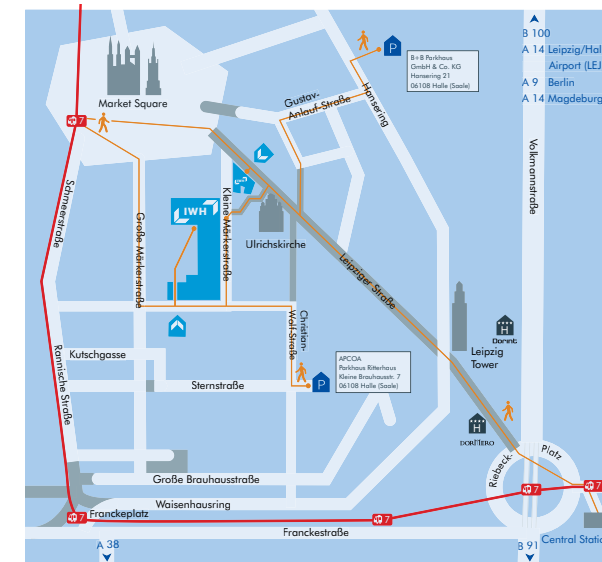 B 100
A 14 Leipzig/Hal
Airport (LEJ
A 9 Berlin
A 14 Magdeburg
P
B+B Parkhaus
GmbH & Co. KG
Hansering 21
06108 Halle (Saale)
Market Square
Gustav-
Anlauf-Straße
Hansering
7
Volkmannstraße
Schmeerstraße
Große Märkerstraße
IWH
Kleine Märkerstraße
Ulrichskirche
Leipziger Straße
Christian-
Wolf-Straße
H
Dorint
Leipzig
Tower
Rannische Straße
Kutschgasse
Sternstraße
P
APCOA
Parkhaus Ritterhaus
Kleine Brauhausstr. 7
06108 Halle (Saale)
H
DORMERO
Riebeck-
Platz
Große Brauhausstraße
Waisenhausring
7
7
7
7
Franckeplatz
Franckestraße
A 38
B 91
Central Statio